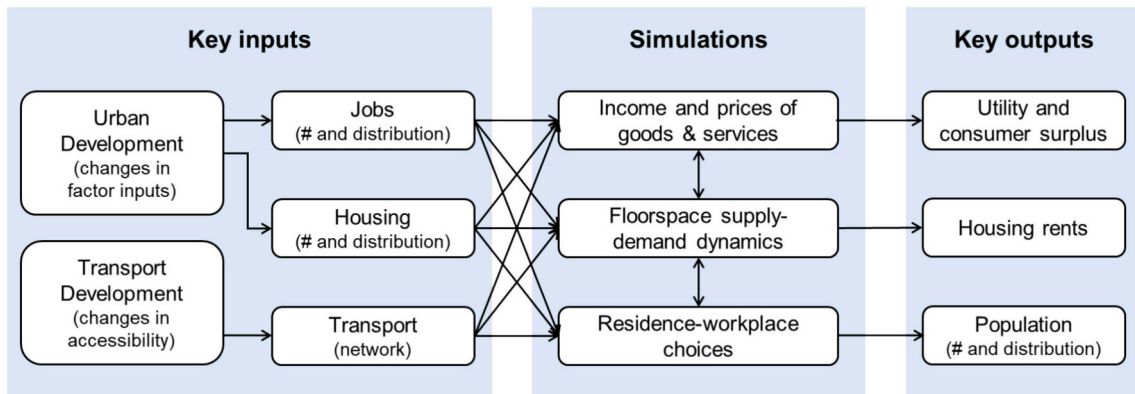 Key inputs
Urban
Development
(changes in
factor inputs)
Transport
Development
(changes in
accessibility)
Jobs
(# and distribution)
Housing
(# and distribution)
Transport
(network)
Simulations
Income and prices of
goods & services
Floorspace supply-
demand dynamics
Residence-workplace
choices
Key outputs
Utility and
consumer surplus
Housing rents
Population
(# and distribution)